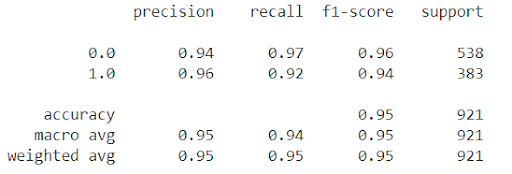 precision recall f1-score support
0.0 0.94 0.97 0.96 538
1.0 0.96 0.92 0.94 383
accuracy 0.95 921
macro avg 0.95 0.94 0.95 921
weighted avg 0.95 0.95 0.95 921